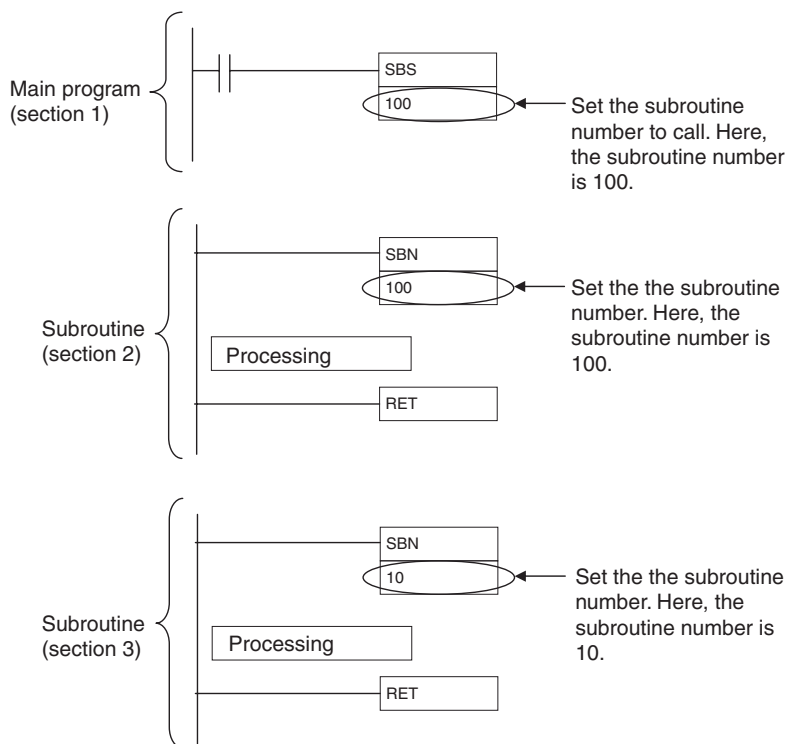 Main program
(section 1)
SBS
100
Set the subroutine
number to call. Here,
the subroutine number
is 100.
Subroutine
(section 2)
SBN
100
Set the the subroutine
number. Here, the
subroutine number is
100.
Processing
RET
Subroutine
(section 3)
SBN
10
Set the the subroutine
number. Here, the
subroutine number is
10.
Processing
RET